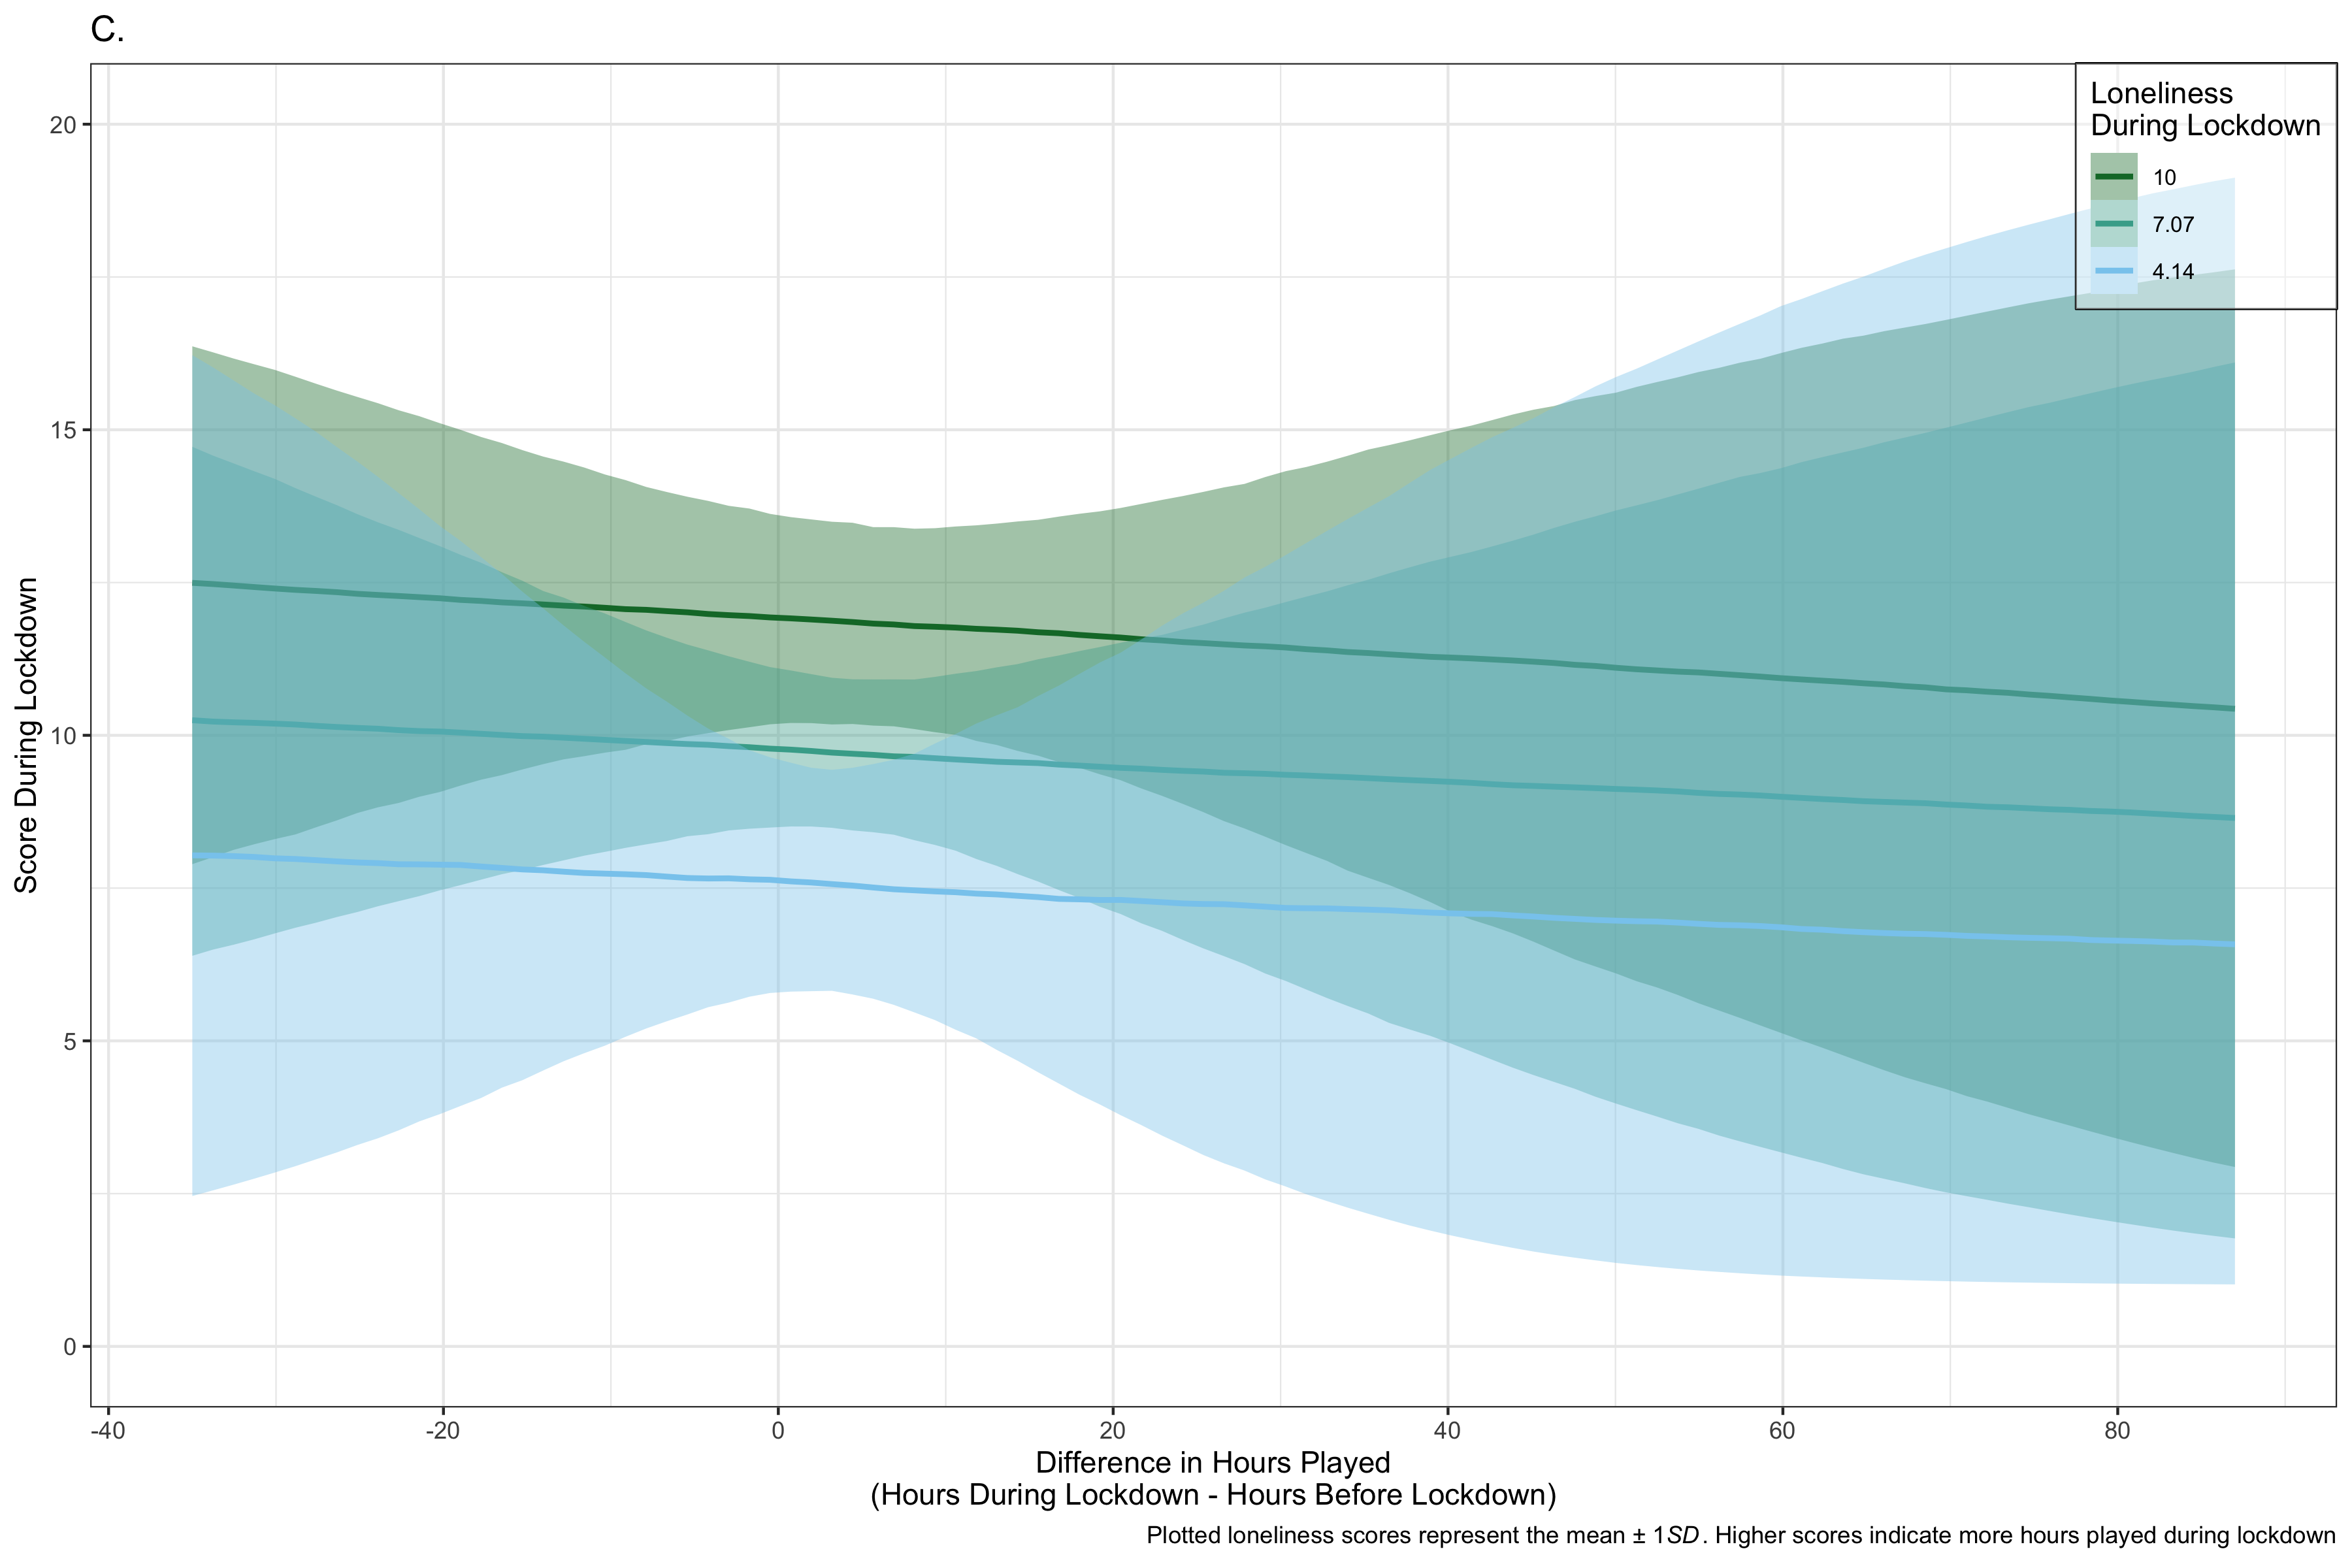 C.
Score During Lockdown
20
15
10
5
0
Loneliness
During Lockdown
10
7.07
4.14
-40 -20 0 20 40 60 80
Difference in Hours Played
(Hours During Lockdown - Hours Before Lockdown)
Plotted loneliness scores represent the mean ± 1SD. Higher scores indicate more hours played during lockdown